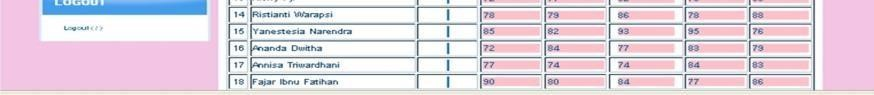 LOGOUT
Logout (/)
14 Ristianti Warapsi 78 79 86 78 88
15 Yanestesia Narendra 85 82 93 95 76
16 Ananda Dwitha 72 84 77 83 79
17 Annisa Triwardhani 77 74 74 84 83
18 Fajar Ibnu Fatihan 90 80 84 77 86